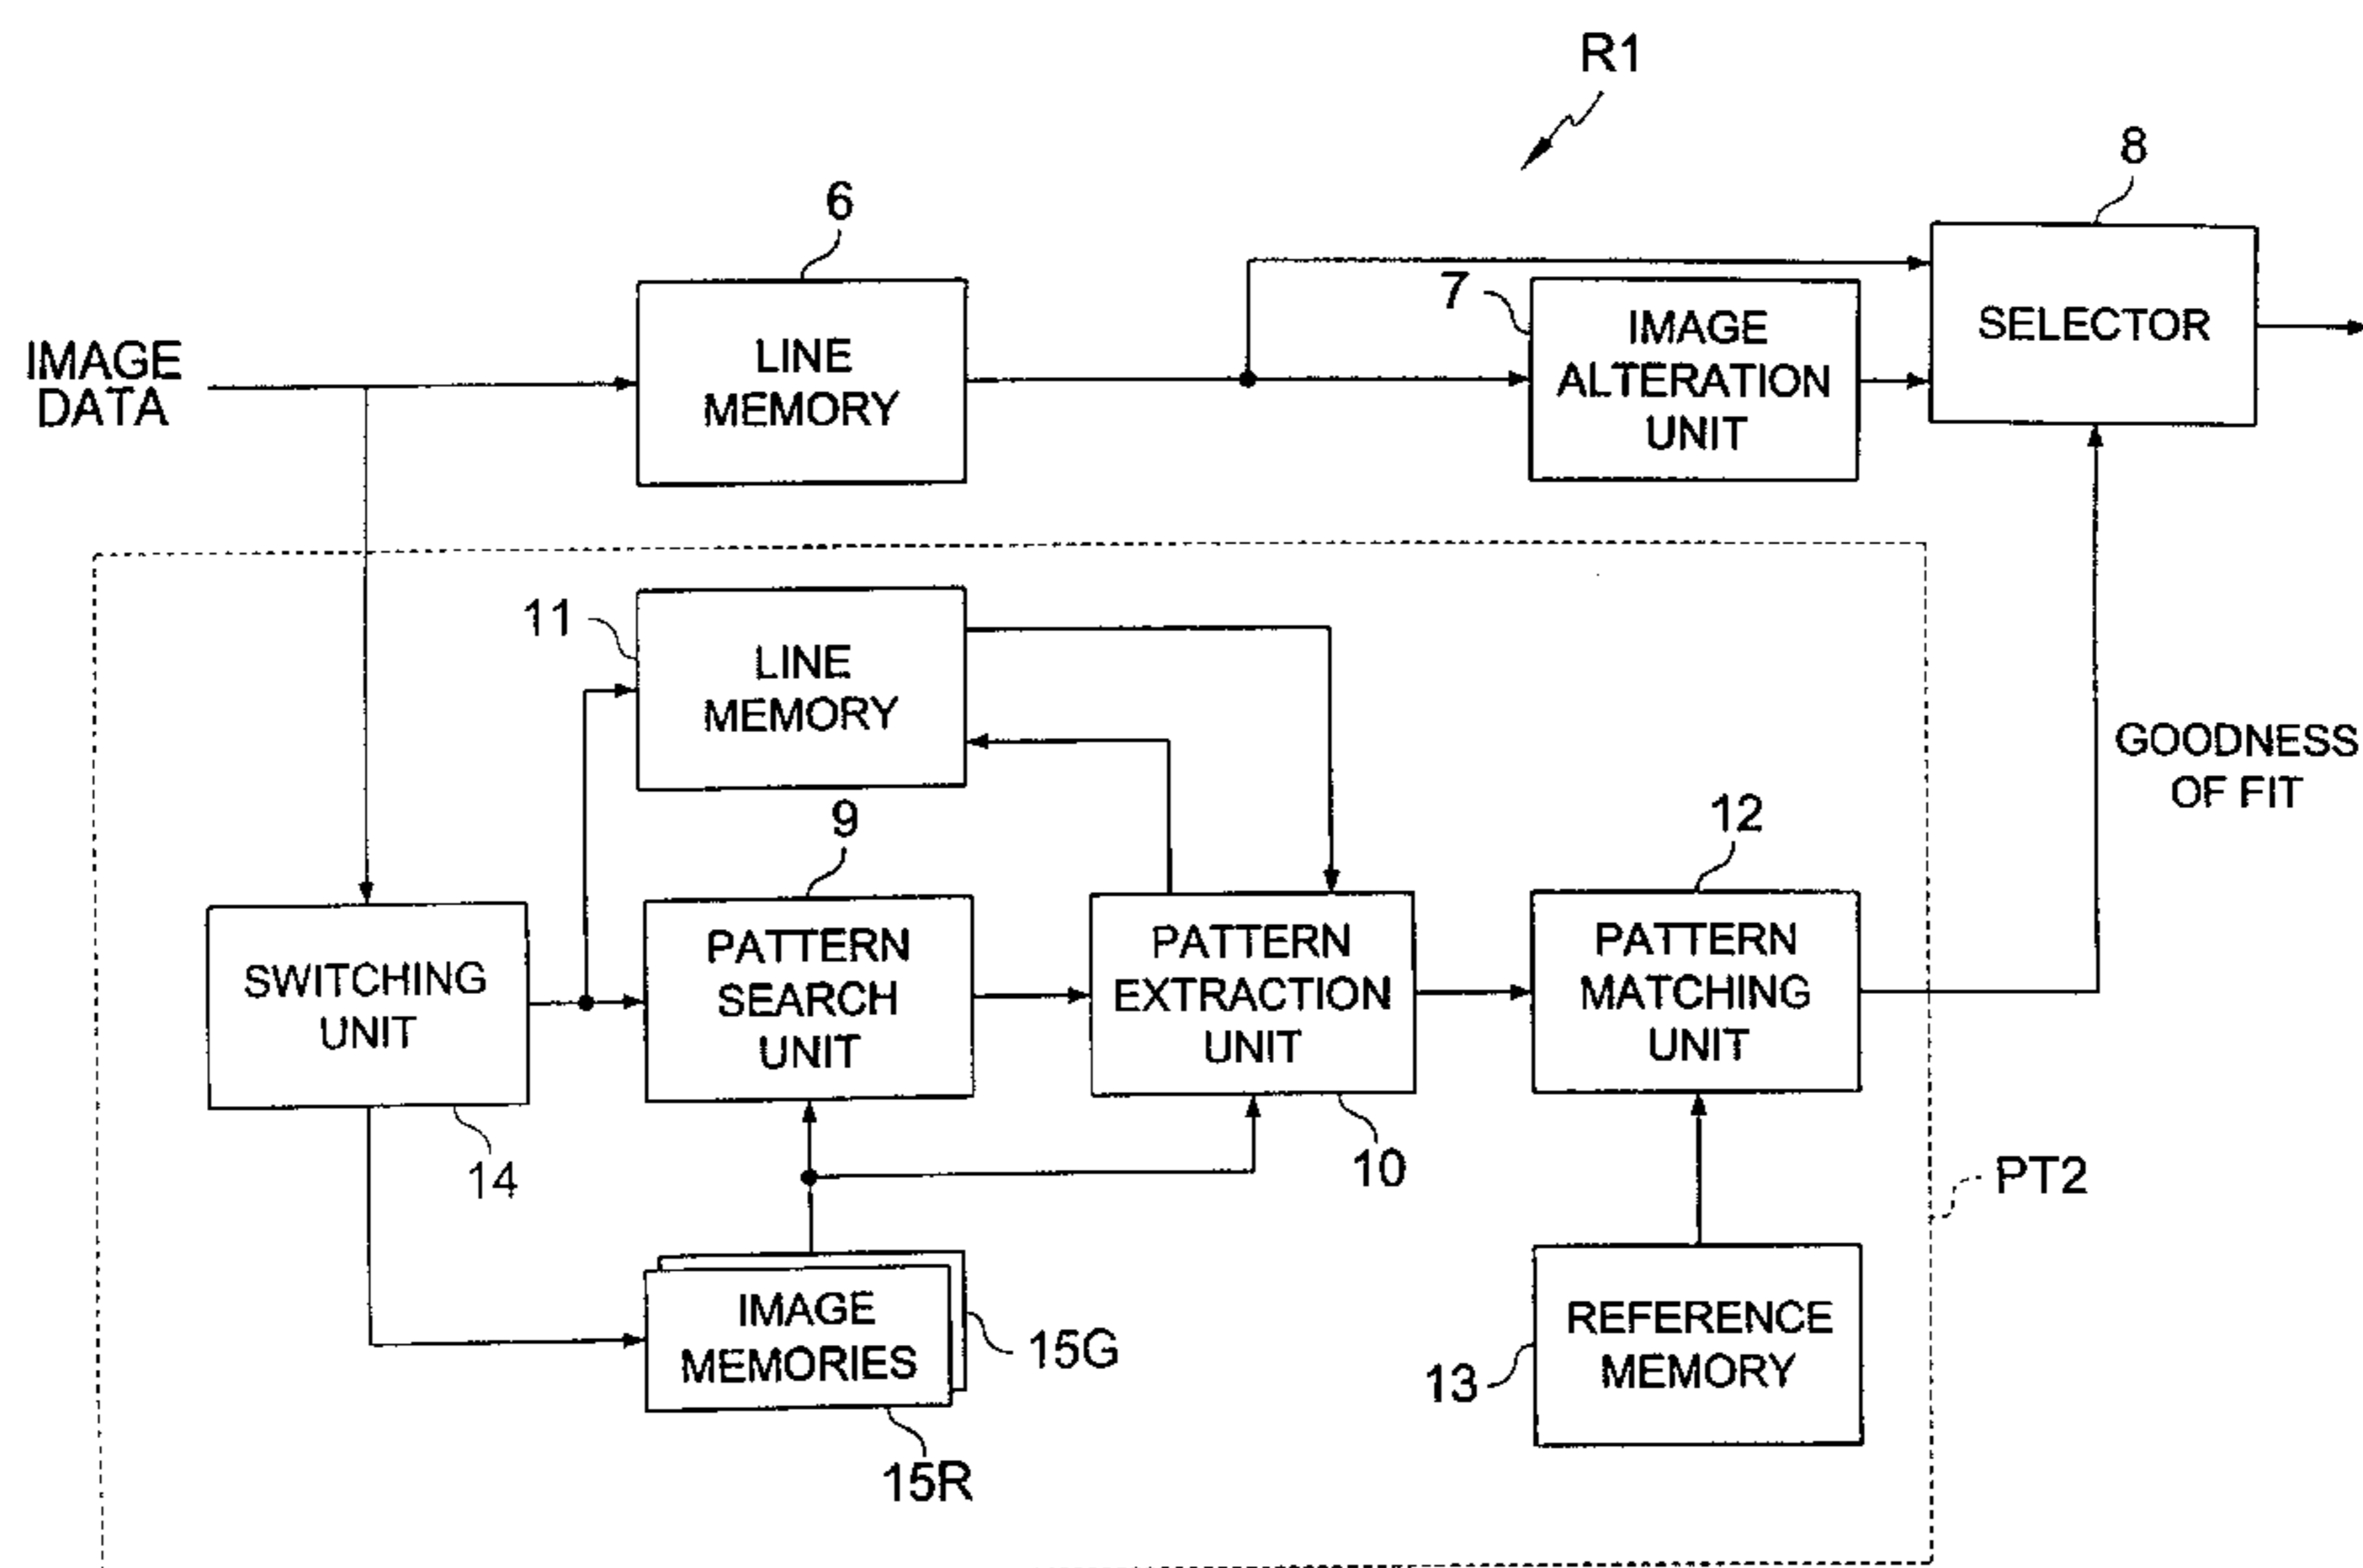 R1
8
6
7
IMAGE
DATA
LINE
MEMORY
IMAGE
ALTERATION
UNIT
SELECTOR
11
LINE
MEMORY
GOODNESS
OF FIT
9
12
SWITCHING
UNIT
PATTERN
SEARCH
UNIT
PATTERN
EXTRACTION
UNIT
PATTERN
MATCHING
UNIT
14
10
PT2
IMAGE
MEMORIES
15G
15R
REFERENCE
MEMORY
13